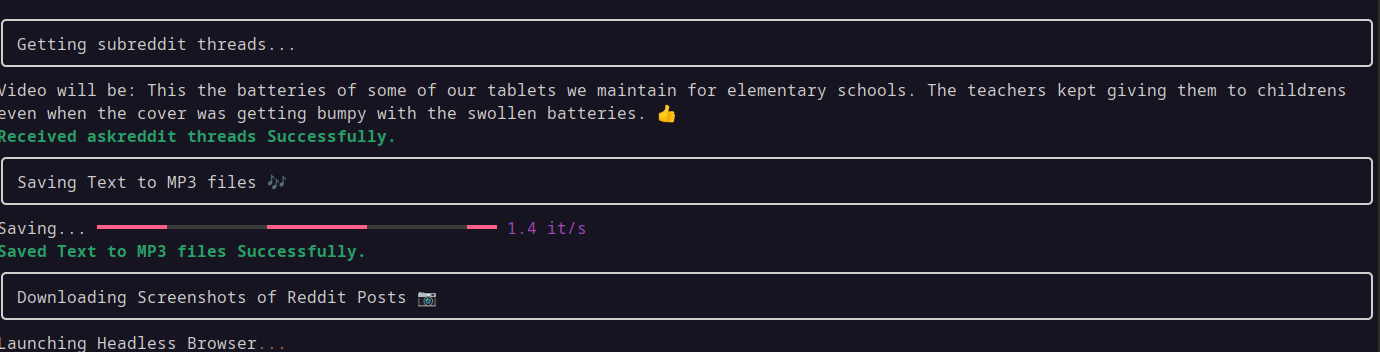 Getting subreddit threads...
Video will be: This the batteries of some of our tablets we maintain for elementary schools. The teachers kept giving them to childrens
even when the cover was getting bumpy with the swollen batteries. 👍
Received askreddit threads Successfully.
Saving Text to MP3 files 🎶
Saving... 1.4 it/s
Saved Text to MP3 files Successfully.
Downloading Screenshots of Reddit Posts 📷
Launching Headless Browser...